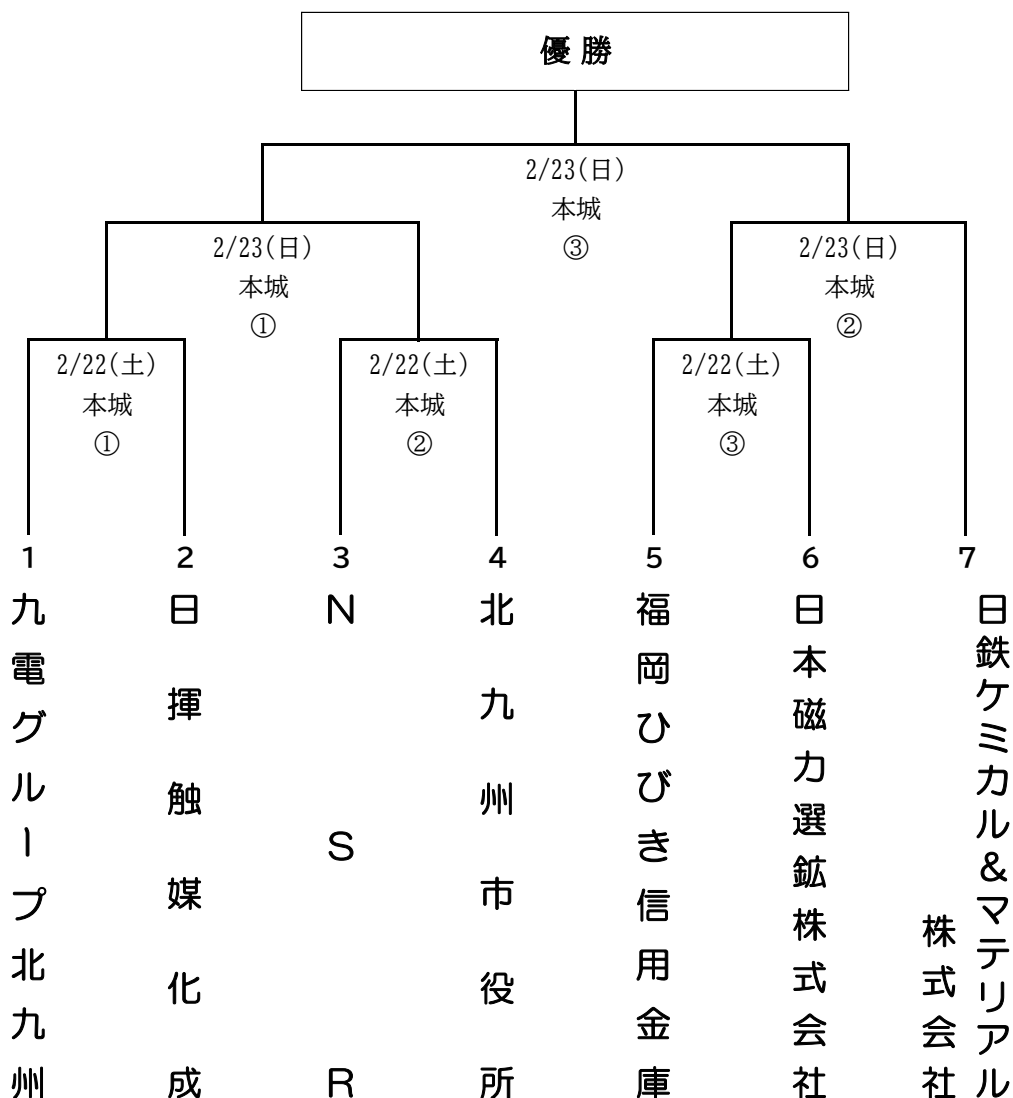 優勝
2/23(日)
本城
③
2/23(日)
本城
①
2/23(日)
本城
②
2/22(土)
本城
①
2/22(土)
本城
②
2/22(土)
本城
③
1
2
3
4
5
6
7
九電グループ北九州
日揮触媒化成
NSR
北九州市役所
福岡ひびき信用金庫
日本磁力選鉱株式会社
日鉄ケミカル&マテリアル
株式会社